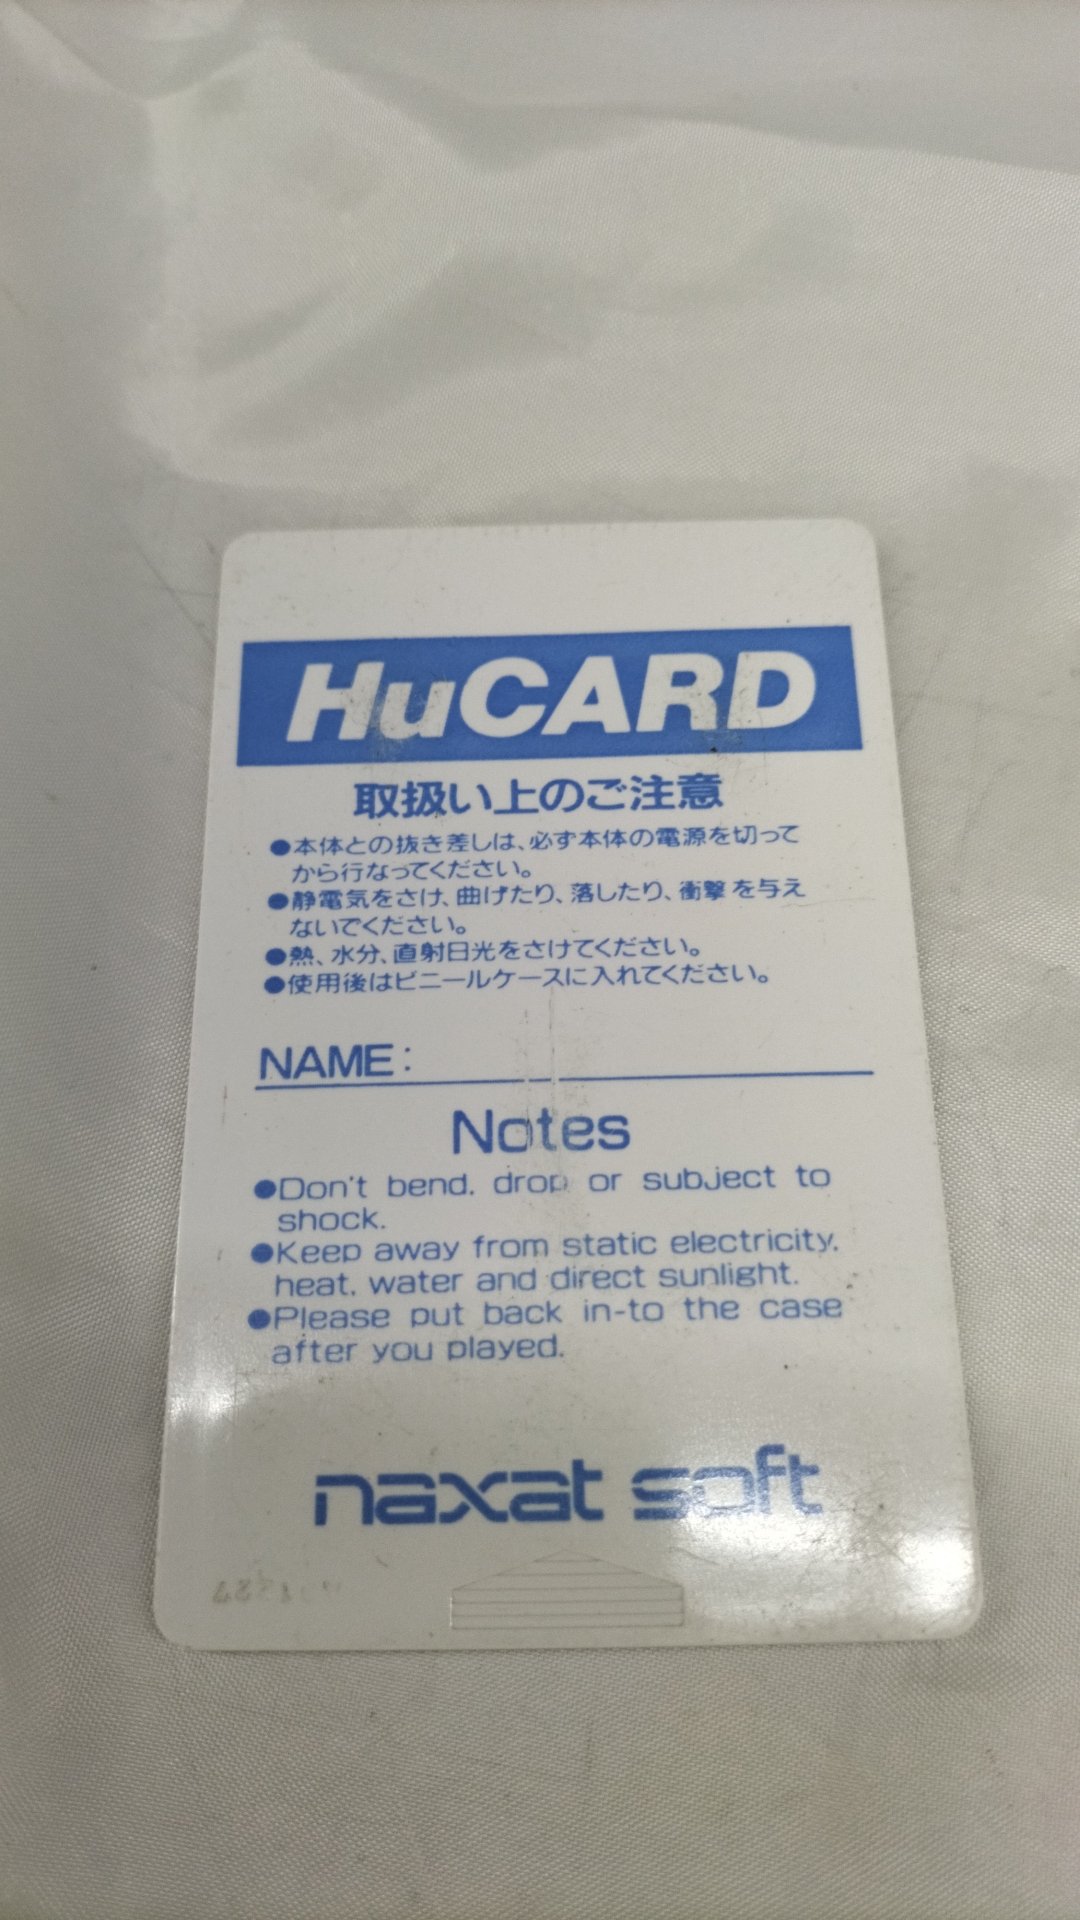 HuCARD
取扱い上のご注意
●本体との抜き差しは、必ず本体の電源を切って
から行なってください。
●静電気をさけ、曲げたり、落したり、衝撃を与え
ないでください。
●熱、水分、直射日光をさけてください。
●使用後はビニールケースに入れてください。
NAME:
Notes
●Don't bend, drop or subject to
shock.
●Keep away from static electricity,
heat, water and direct sunlight.
●Please put back in-to the case
after you played.
naxat soft